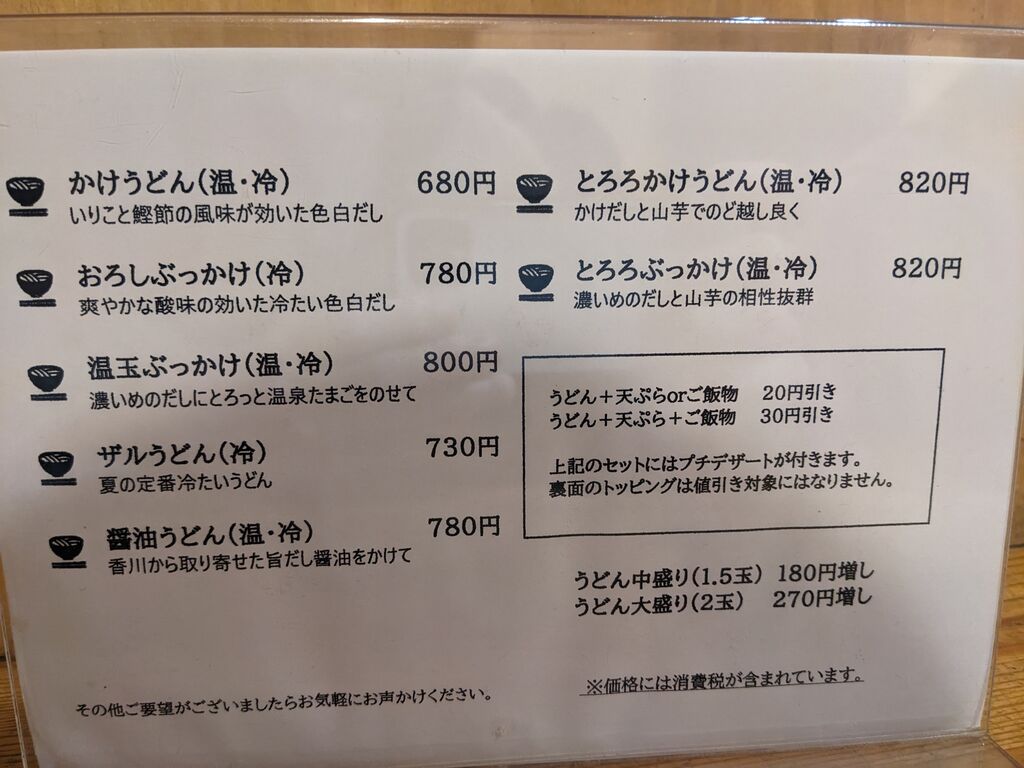 かけうどん(温・冷) 680円
いりこと鰹節の風味が効いた色白だし
おろしぶっかけ(冷) 780円
爽やかな酸味の効いた冷たい色白だし
温玉ぶっかけ(温・冷) 800円
濃いめのだしにとろっと温泉たまごをのせて
ザルうどん(冷) 730円
夏の定番冷たいうどん
醤油うどん(温・冷) 780円
香川から取り寄せた旨だし醤油をかけて
その他ご要望がございましたらお気軽にお声かけください。
とろろかけうどん(温・冷) 820円
かけだしと山芋でのど越し良く
とろろぶっかけ(温・冷) 820円
濃いめのだしと山芋の相性抜群
うどん＋天ぷらorご飯物 20円引き
うどん＋天ぷら＋ご飯物 30円引き
上記のセットにはプチデザートが付きます。
裏面のトッピングは値引き対象にはなりません。
うどん中盛り(1.5玉) 180円増し
うどん大盛り(2玉) 270円増し
※価格には消費税が含まれています。